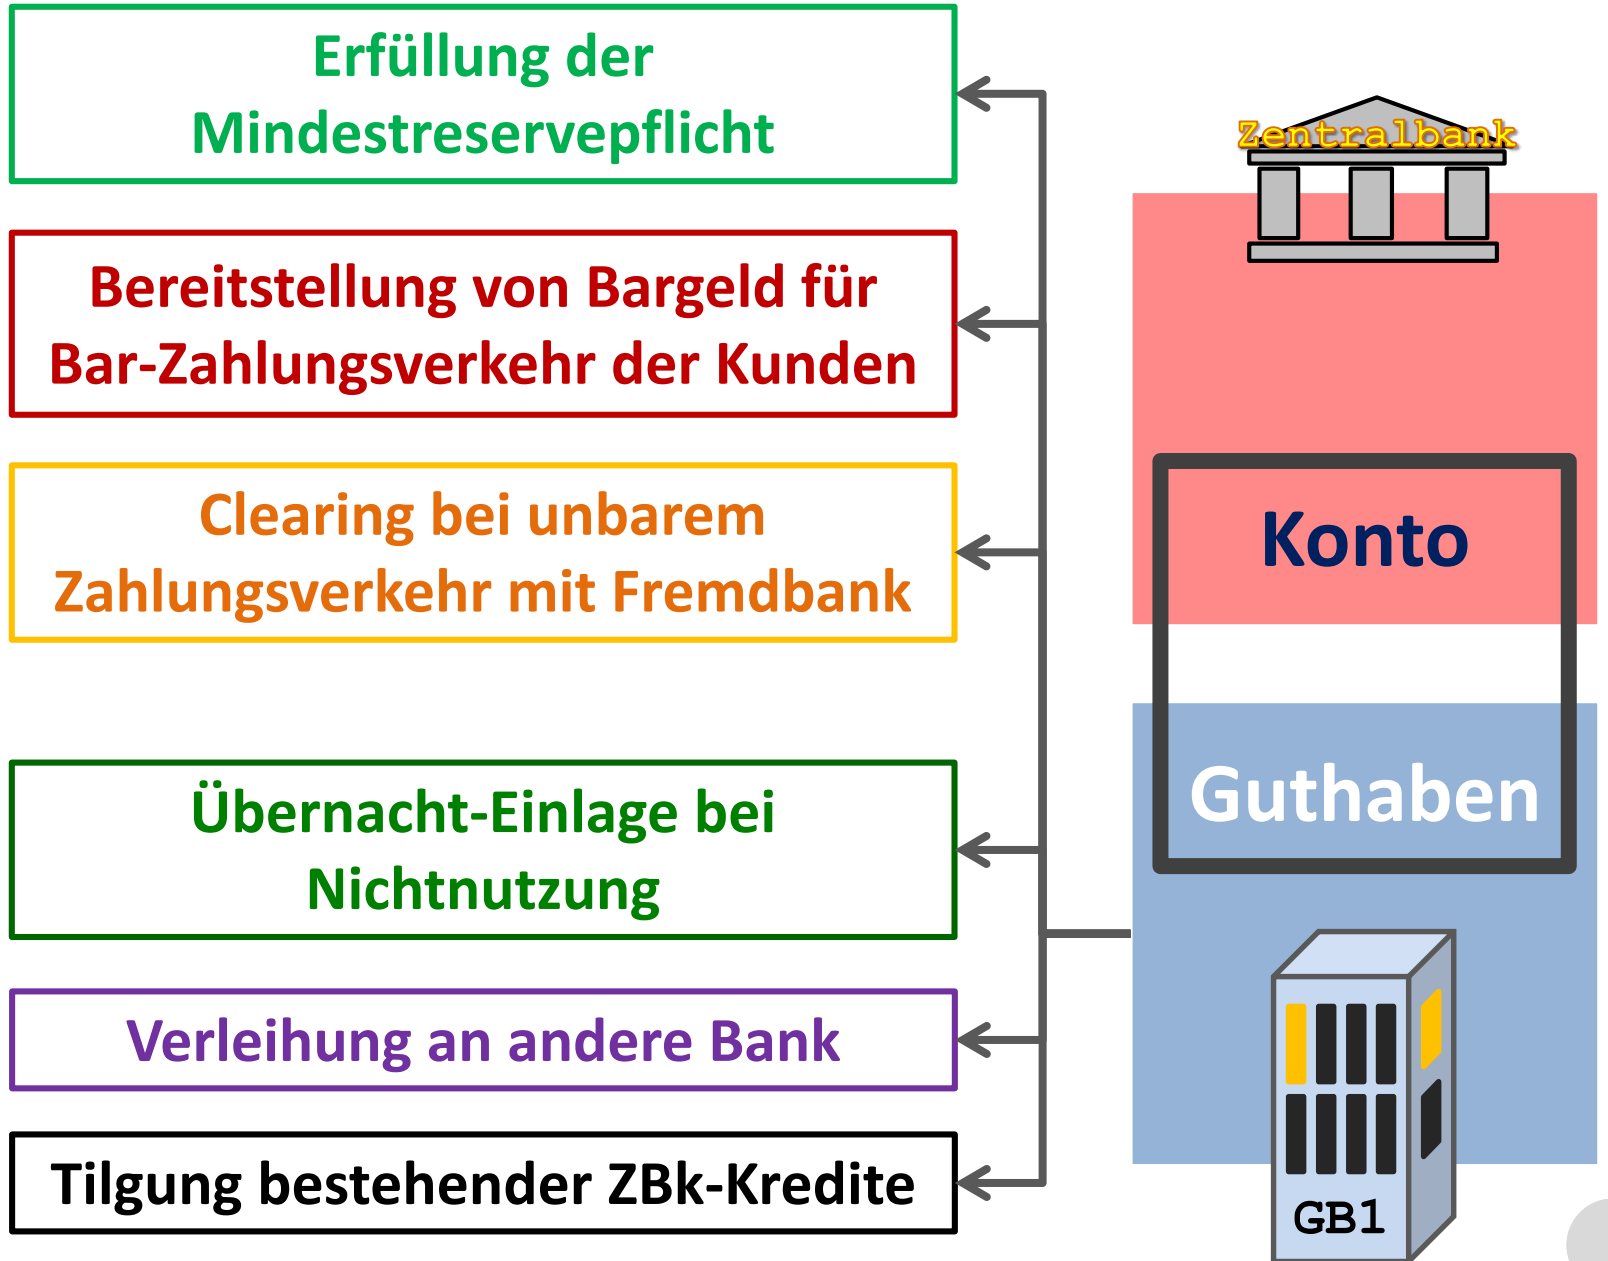 Erfüllung der
Mindestreservepflicht
Bereitstellung von Bargeld für
Bar-Zahlungsverkehr der Kunden
Clearing bei unbarem
Zahlungsverkehr mit Fremdbank
Übernacht-Einlage bei
Nichtnutzung
Verleihung an andere Bank
Tilgung bestehender ZBk-Kredite
Zentralbank
Konto
Guthaben
GB1